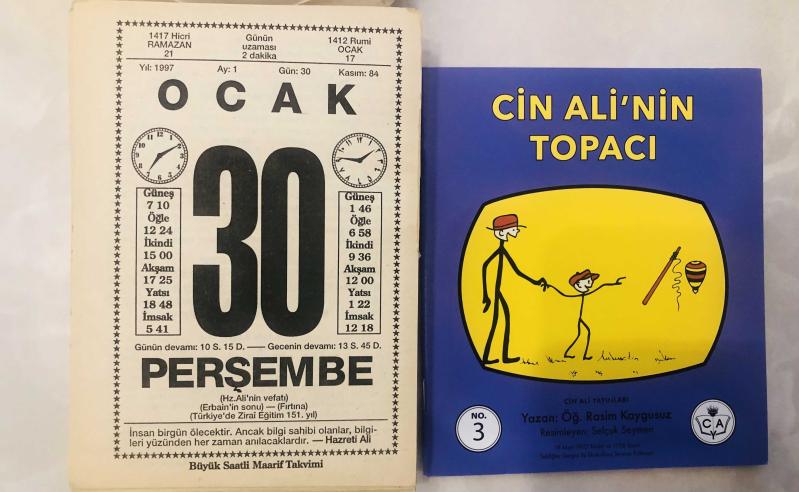 1417 Hicri
RAMAZAN
21
Günün
uzaması
2 dakika
1412 Rumi
OCAK
17
Yıl: 1997 Ay: 1 Gün: 30 Kasım: 84
OCAK
30
Güneş
7 10
Öğle
12 24
İkindi
15 00
Akşam
17 25
Yatsı
18 48
İmsak
5 41
Güneş
1 46
Öğle
6 58
İkindi
9 36
Akşam
12 00
Yatsı
1 22
İmsak
12 18
Günün devamı: 10 S. 15 D. — Gecenin devamı: 13 S. 45 D.
PERŞEMBE
(Hz.Ali'nin vefatı)
(Erbain'in sonu) — (Fırtına)
(Türkiye'de Zirai Eğitim 151. yıl)
İnsan birgün ölecektir. Ancak bilgi sahibi olanlar, bilgi-
leri yüzünden her zaman anılacaklardır. — Hazreti Ali
Büyük Saatli Maarif Takvimi
CİN ALİ'NİN
TOPACI
CİN ALİ YAYINLARI
Yazan: Öğ. Rasim Kaygusuz
Resimleyen: Selçuk Seymen
NO.
3
C A